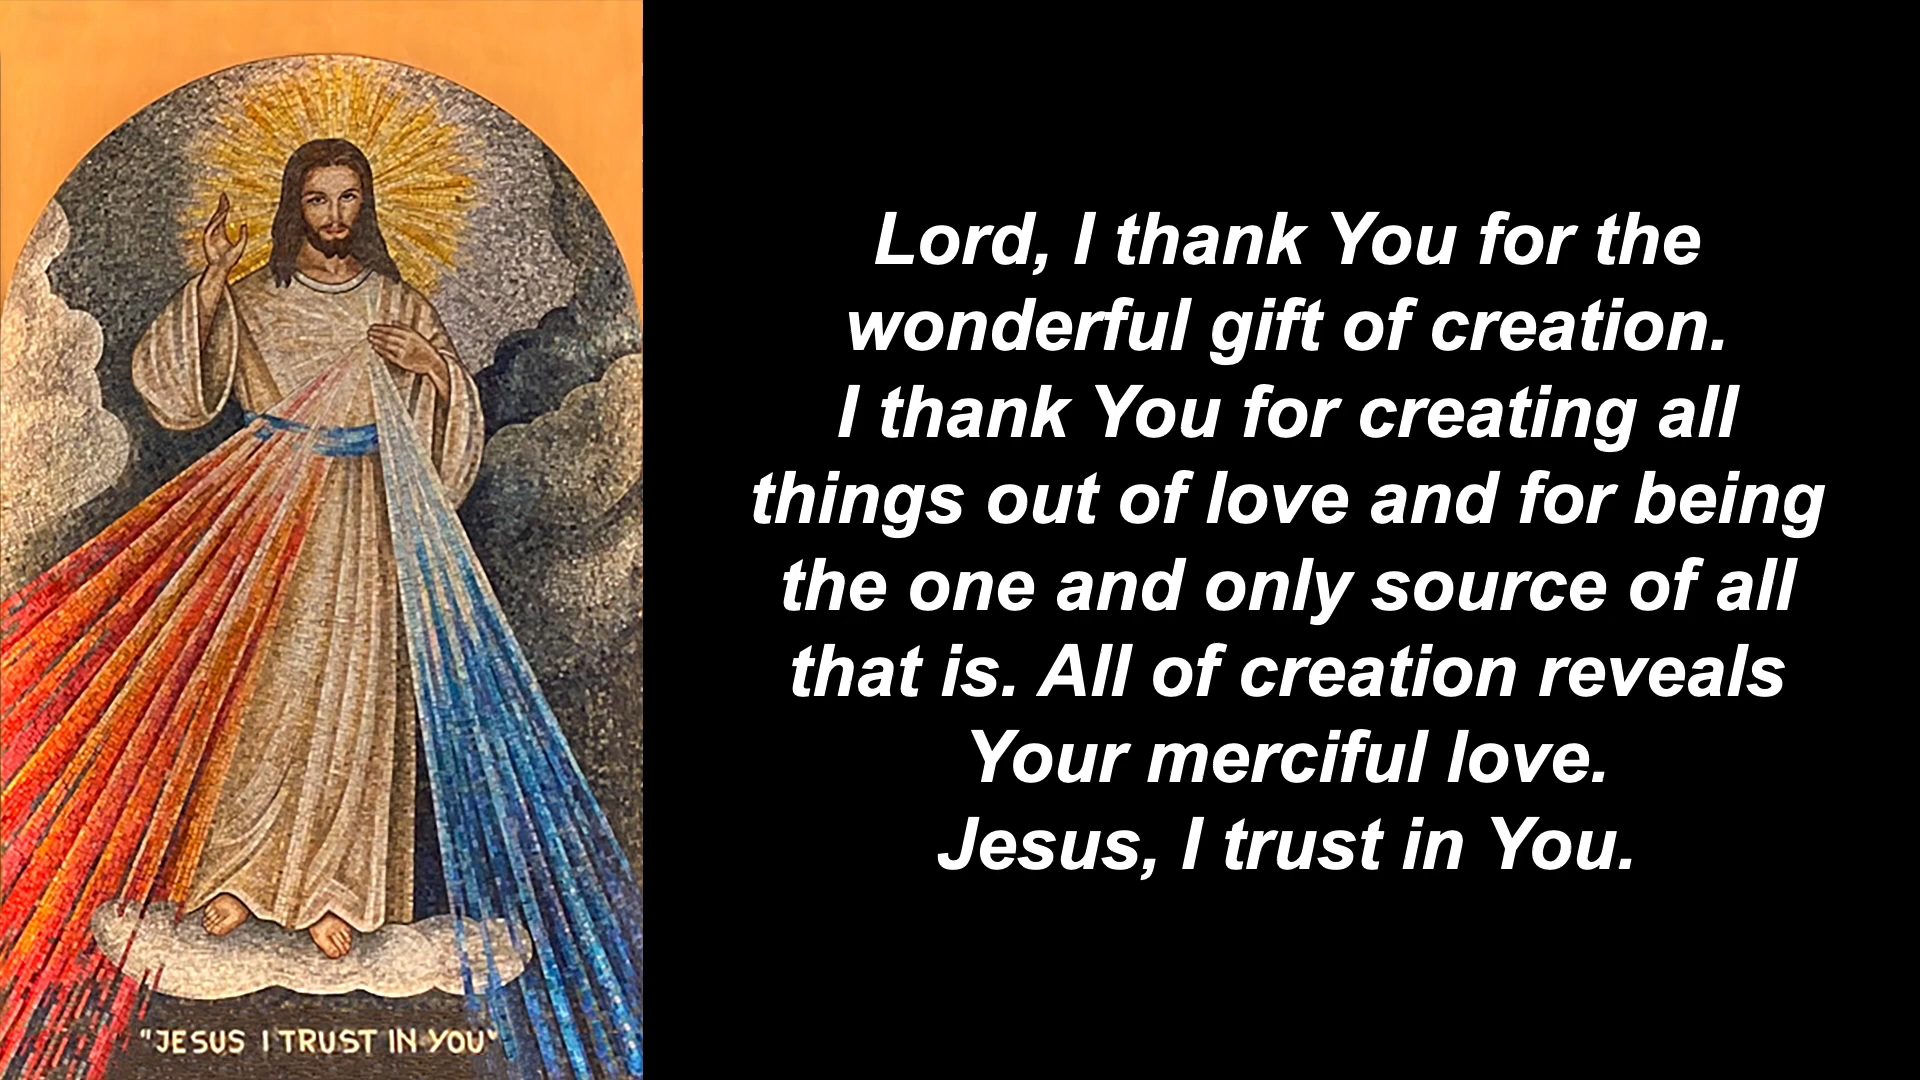 Lord, I thank You for the
wonderful gift of creation.
I thank You for creating all
things out of love and for being
the one and only source of all
that is. All of creation reveals
Your merciful love.
Jesus, I trust in You.
"JESUS I TRUST IN YOU"